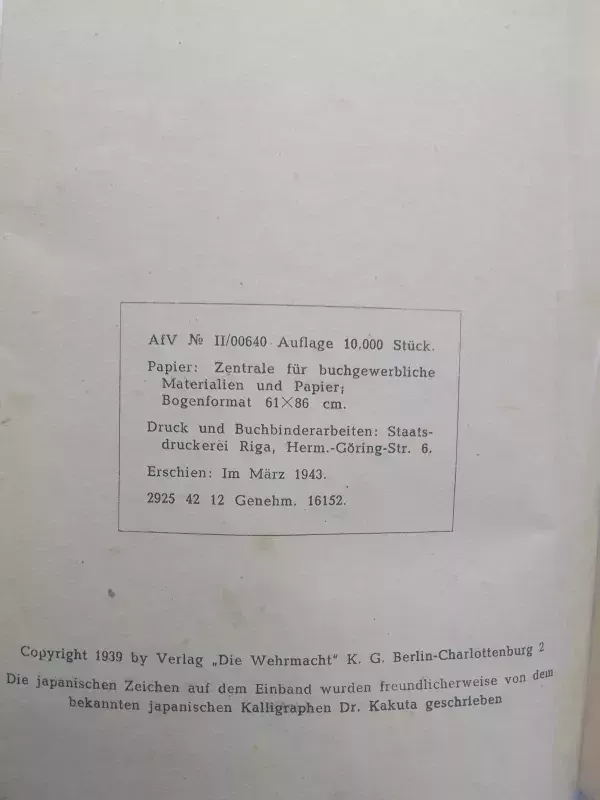 AfV № II/00640 Auflage 10.000 Stück.
Papier: Zentrale für buchgewerbliche
Materialien und Papier;
Bogenformat 61×86 cm.
Druck und Buchbinderarbeiten: Staats-
druckerei Riga, Herm.-Göring-Str. 6.
Erschien: Im März 1943.
2925 42 12 Genehm. 16152.
Copyright 1939 by Verlag „Die Wehrmacht" K. G. Berlin-Charlottenburg 2
Die japanischen Zeichen auf dem Einband wurden freundlicherweise von dem
bekannten japanischen Kalligraphen Dr. Kakuta geschrieben